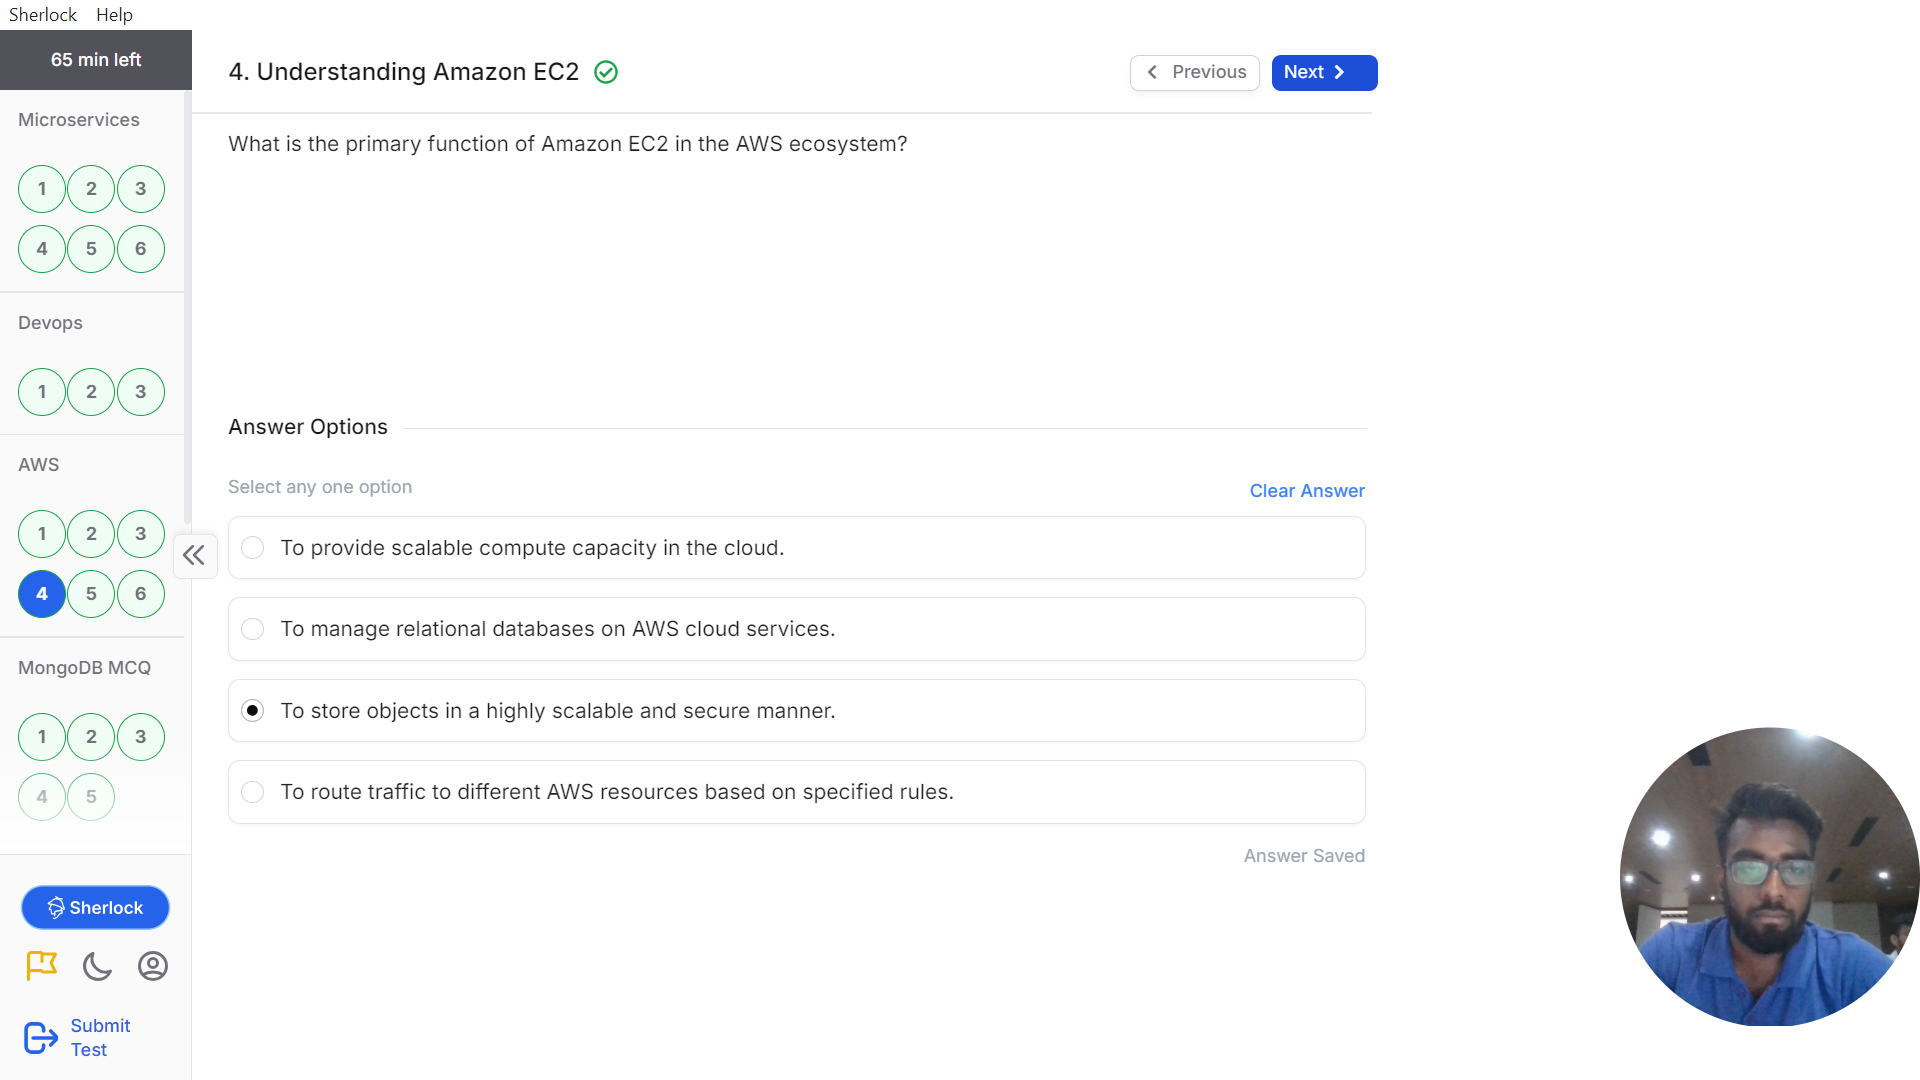 Sherlock Help
65 min left
4. Understanding Amazon EC2
Previous
Next
Microservices
1 2 3
4 5 6
Devops
1 2 3
AWS
1 2 3
4 5 6
MongoDB MCQ
1 2 3
4 5
Sherlock
Submit
Test
What is the primary function of Amazon EC2 in the AWS ecosystem?
Answer Options
Select any one option
Clear Answer
To provide scalable compute capacity in the cloud.
To manage relational databases on AWS cloud services.
To store objects in a highly scalable and secure manner.
To route traffic to different AWS resources based on specified rules.
Answer Saved